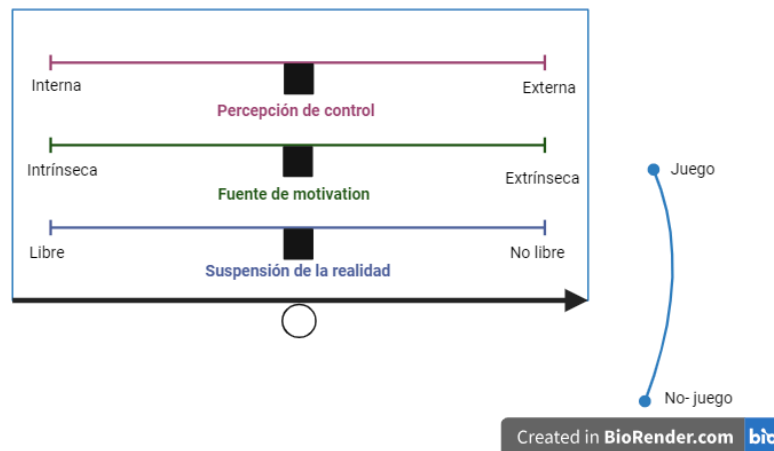 Interna
Externa
Percepción de control
Intrínseca
Extrínseca
Fuente de motivation
Libre
No libre
Suspensión de la realidad
Juego
No- juego
Created in BioRender.com bio